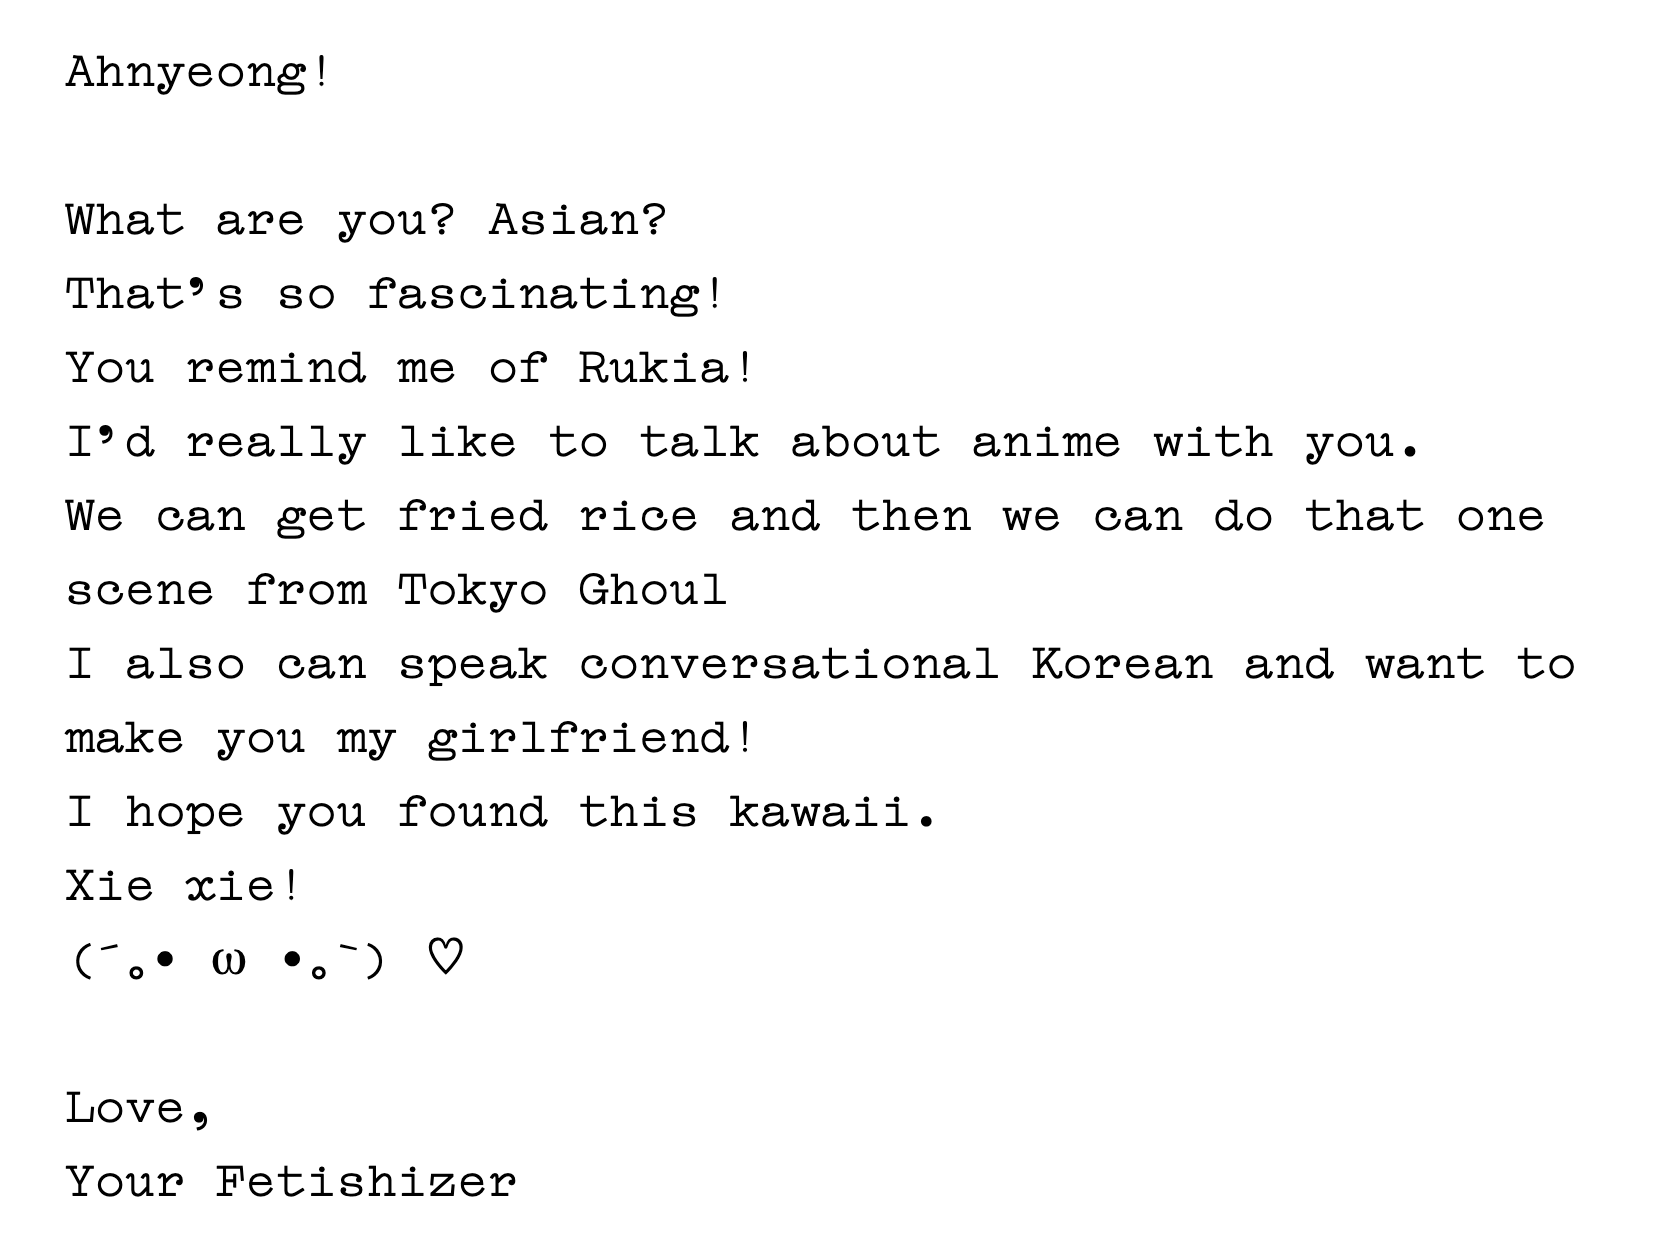 Ahnyeong!
What are you? Asian?
That’s so fascinating!
You remind me of Rukia!
I’d really like to talk about anime with you.
We can get fried rice and then we can do that one
scene from Tokyo Ghoul
I also can speak conversational Korean and want to
make you my girlfriend!
I hope you found this kawaii.
Xie xie!
(´｡• ω •｡`) ♡
Love,
Your Fetishizer